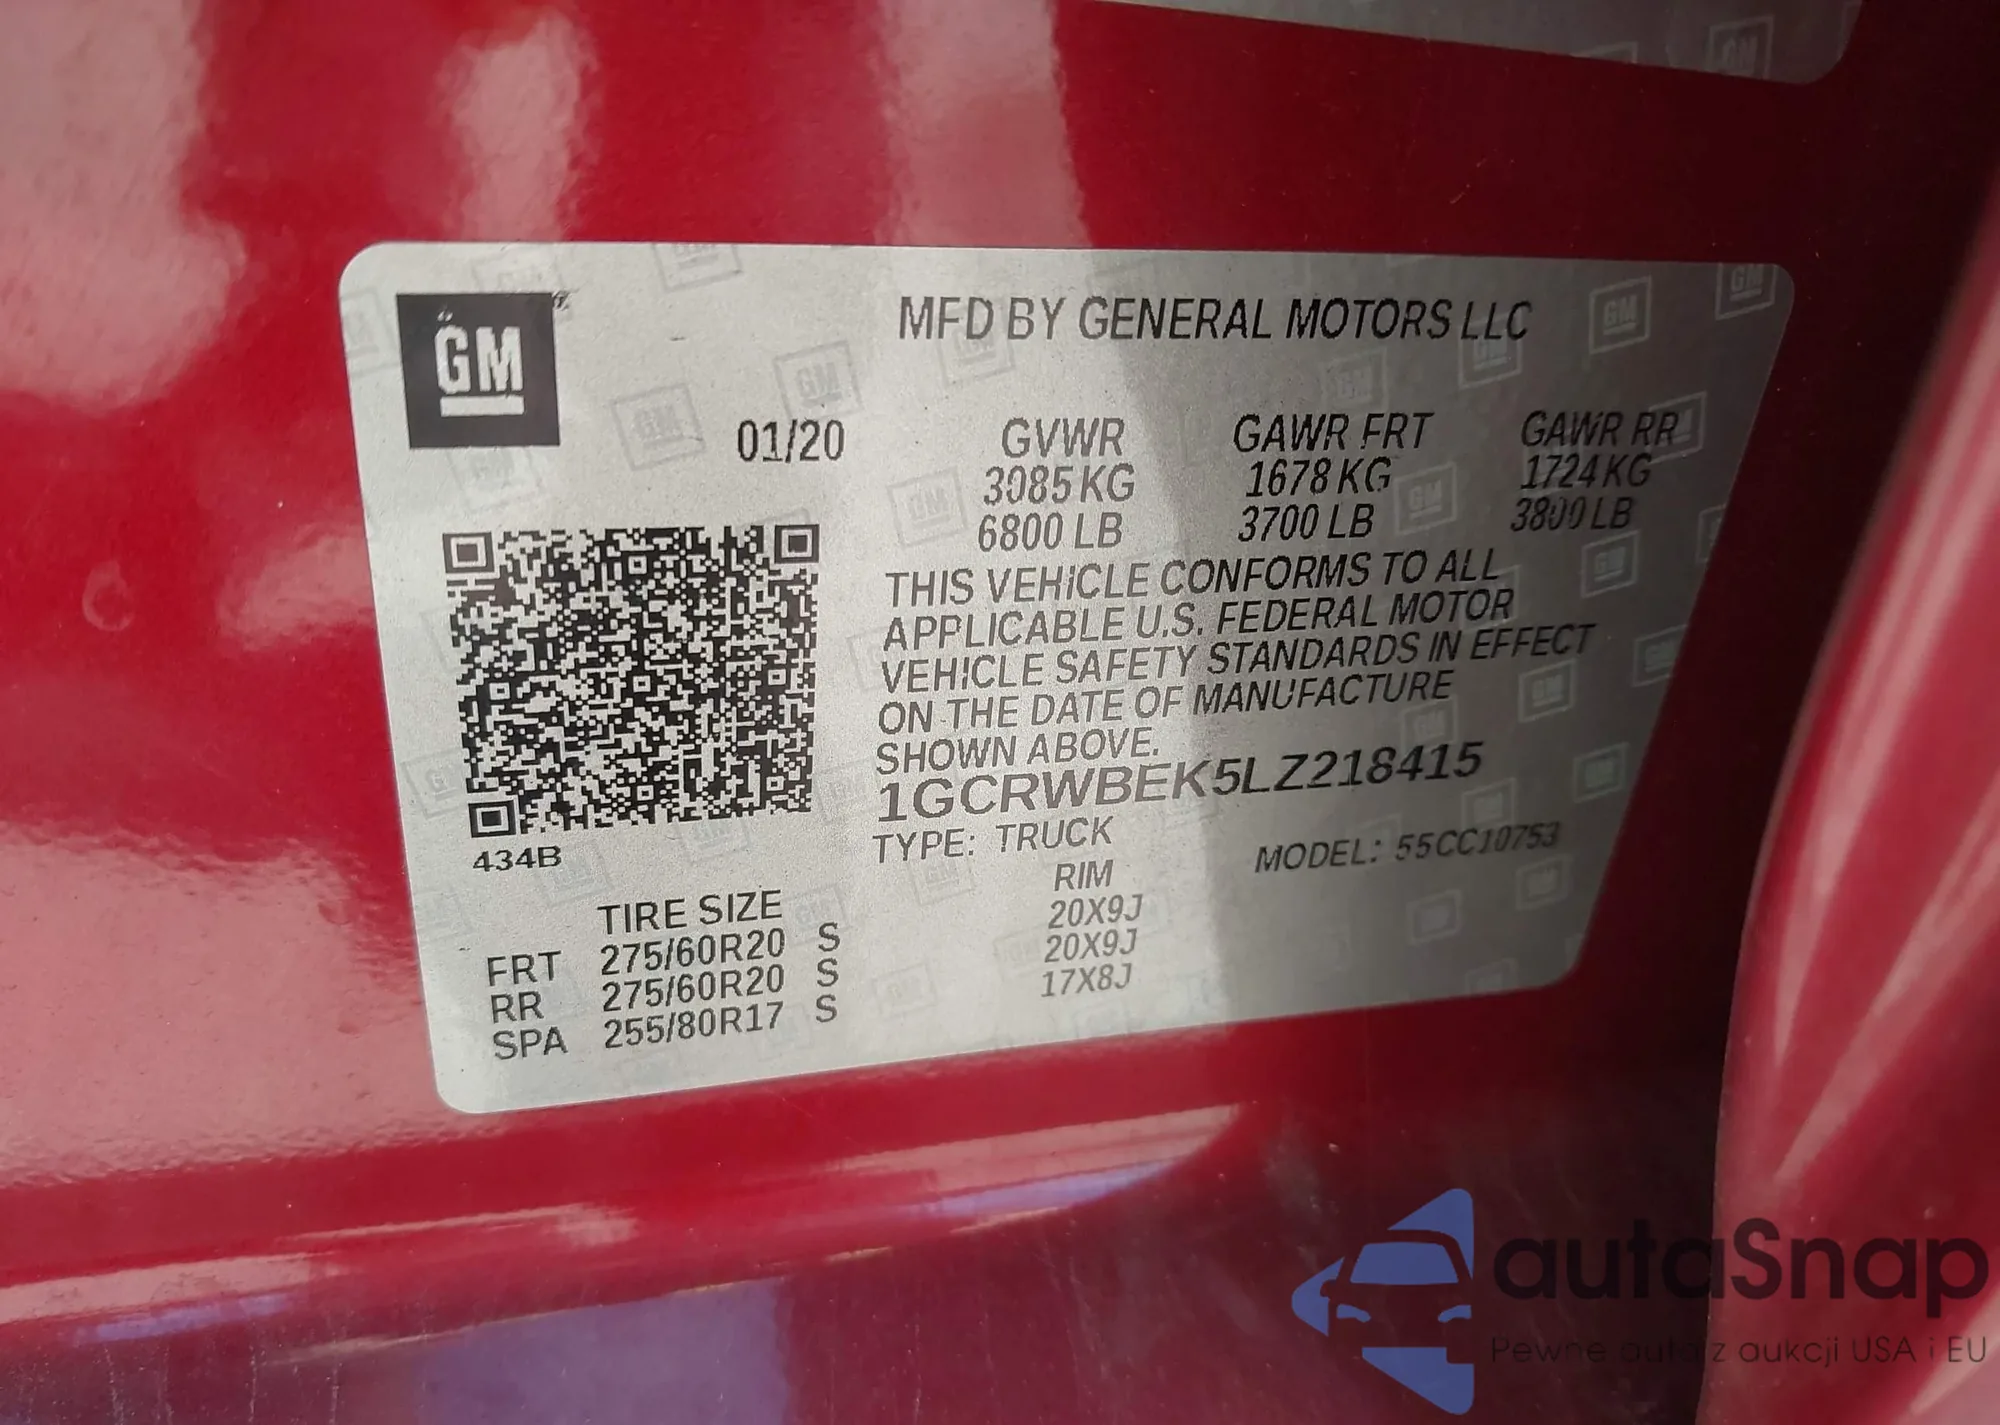 GM
MFD BY GENERAL MOTORS LLC
01/20
GVWR GAWR FRT GAWR RR
3085 KG 1678 KG 1724 KG
6800 LB 3700 LB 3800 LB
THIS VEHICLE CONFORMS TO ALL
APPLICABLE U.S. FEDERAL MOTOR
VEHICLE SAFETY STANDARDS IN EFFECT
ON THE DATE OF MANUFACTURE
SHOWN ABOVE.
1GCRWBEK5LZ218415
TYPE: TRUCK MODEL: 55CC10753
434B
TIRE SIZE RIM
FRT 275/60R20 S 20X9J
RR 275/60R20 S 20X9J
SPA 255/80R17 S 17X8J
autaSnap
Pewne auta z aukcji USA i EU